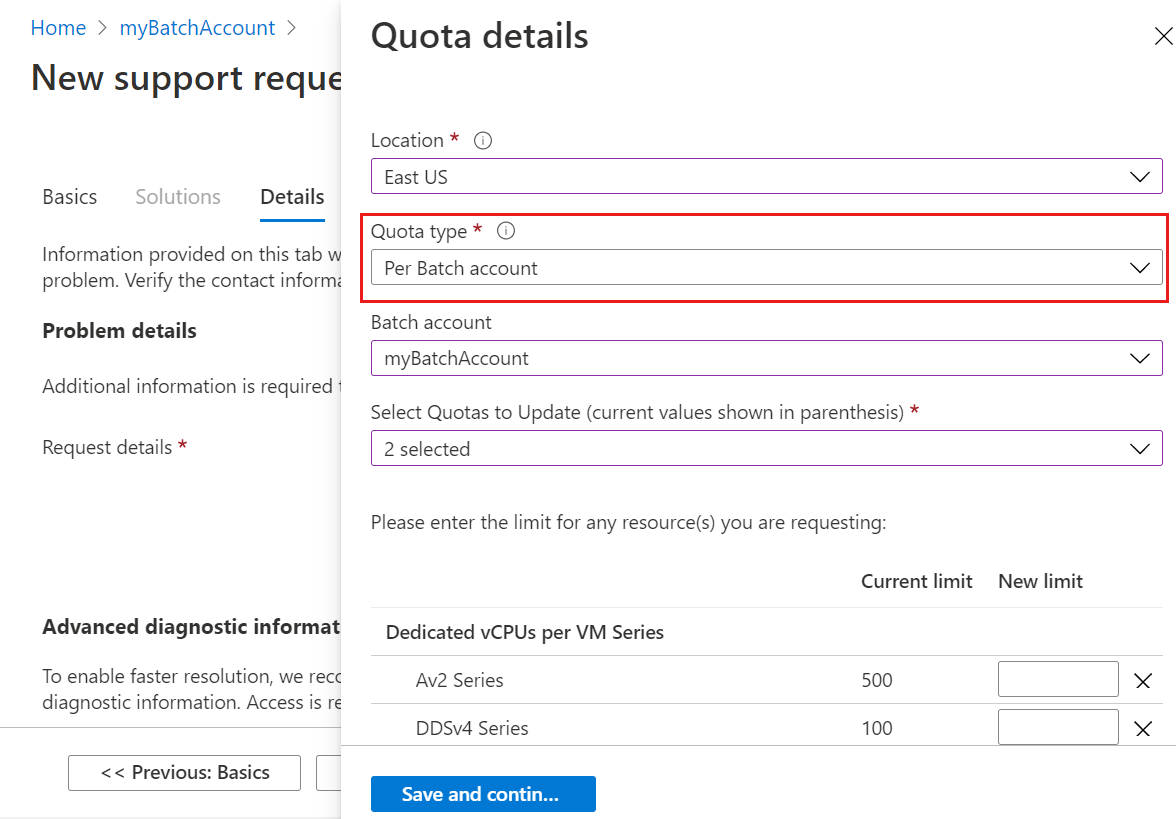 Home > myBatchAccount >
New support reque
Basics Solutions Details
Information provided on this tab w
problem. Verify the contact informa
Problem details
Additional information is required
Request details *
Advanced diagnostic informat
To enable faster resolution, we reco
diagnostic information. Access is re
<< Previous: Basics
Quota details
Location *
East US
Quota type *
Per Batch account
Batch account
myBatchAccount
Select Quotas to Update (current values shown in parenthesis) *
2 selected
Please enter the limit for any resource(s) you are requesting:
Current limit New limit
Dedicated vCPUs per VM Series
Av2 Series 500
DDSv4 Series 100
Save and contin...